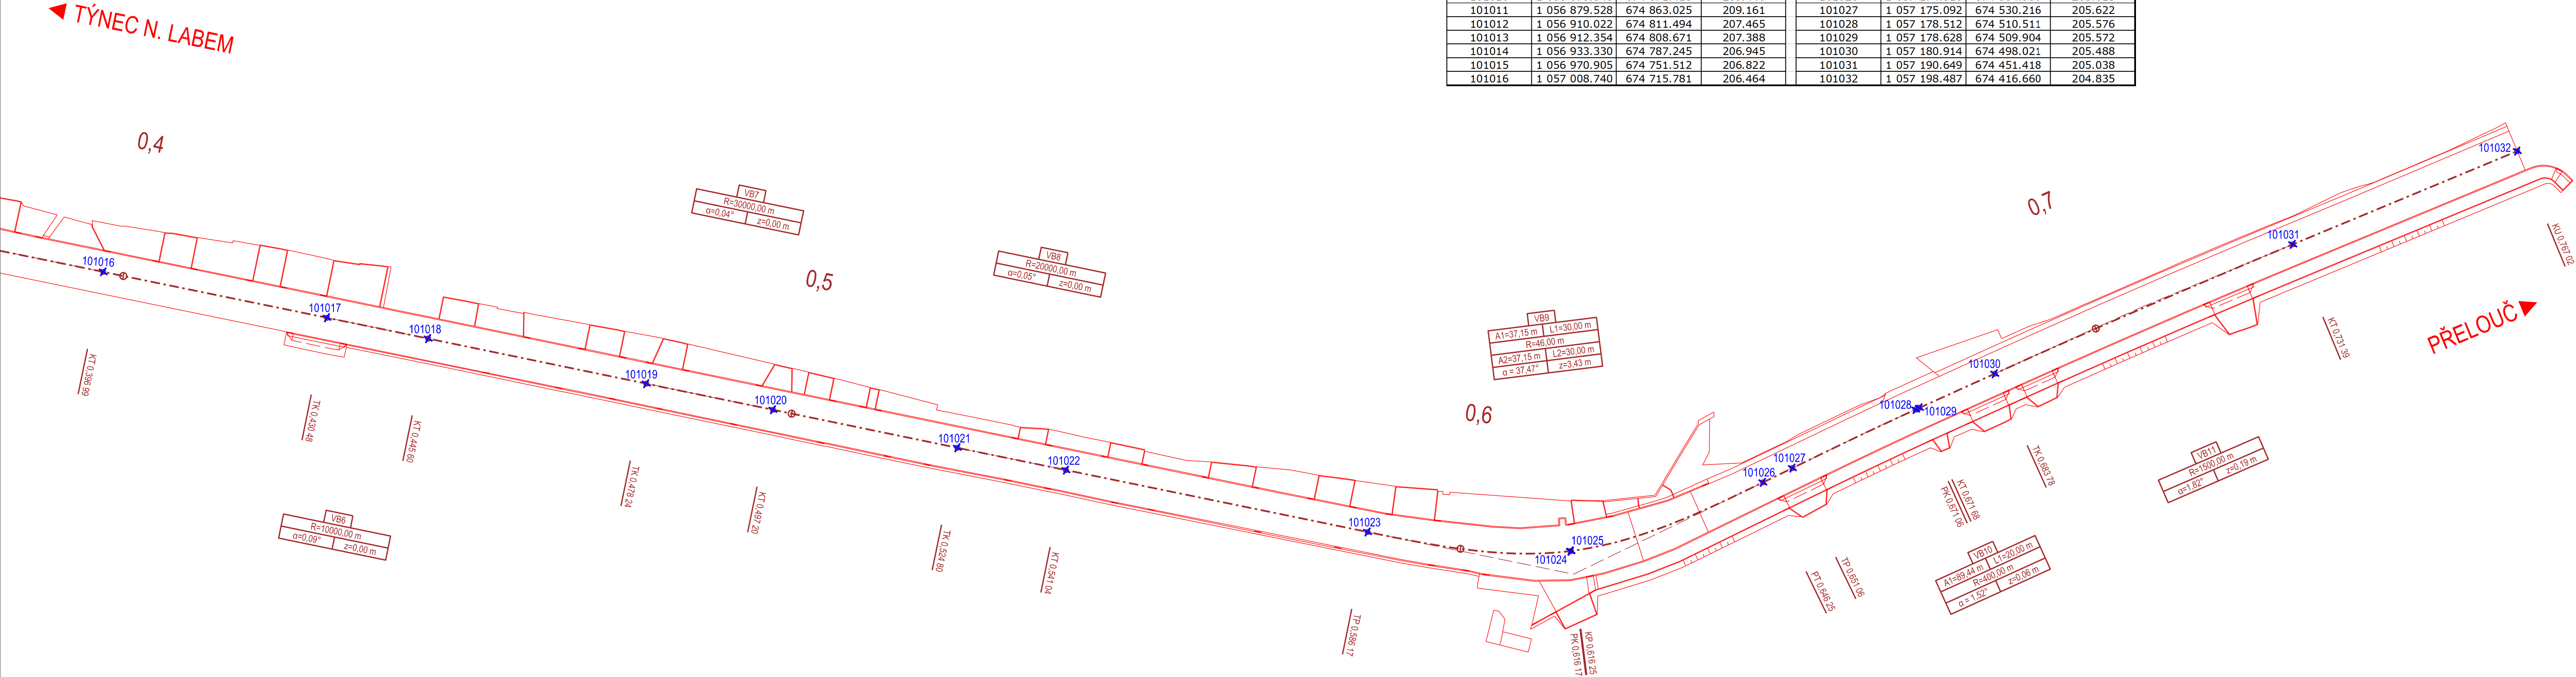 TÝNEC N. LABEM
101011 1 056 879.528 674 863.025 209.161 101027 1 057 175.092 674 530.216 205.622
101012 1 056 910.022 674 811.494 207.465 101028 1 057 178.512 674 510.511 205.576
101013 1 056 912.354 674 808.671 207.388 101029 1 057 178.628 674 509.904 205.572
101014 1 056 933.330 674 787.245 206.945 101030 1 057 180.914 674 498.021 205.488
101015 1 056 970.905 674 751.512 206.822 101031 1 057 190.649 674 451.418 205.038
101016 1 057 008.740 674 715.781 206.464 101032 1 057 198.487 674 416.660 204.835
0,4
VB7
R=30000,00 m
α=0,04° z=0,00 m
0,5
VB8
R=20000,00 m
α=0,05° z=0,00 m
VB9
A1=37,15 m L1=30,00 m
R=46,00 m
A2=37,15 m L2=30,00 m
α = 37,47° z=3,43 m
0,6
0,7
101016
101017
101018
101019
101020
101021
101022
101023
101024
101025
101026
101027
101028
101029
101030
101031
101032
PŘELOUČ
KT 0,396 99
TK 0,430 48
KT 0,445 60
TK 0,478 24
KT 0,497 20
TK 0,524 80
KT 0,541 04
TP 0,586 17
PK 0,616 17
KP 0,616 25
PT 0,646 25
TP 0,651 06
PK 0,671 06
KT 0,671 68
TK 0,683 78
KT 0,731 39
KÚ 0,767 02
VB6
R=10000,00 m
α=0,09° z=0,00 m
VB10
A1=89,44 m L1=20,00 m
R=400,00 m
α = 1,52° z=0,06 m
VB11
R=1500,00 m
α=1,82° z=0,19 m